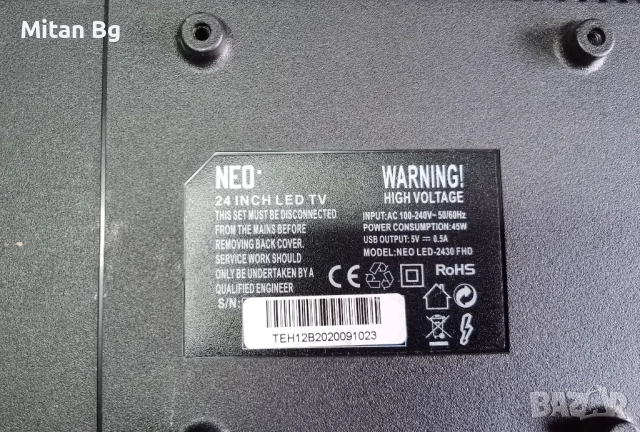 Mitan Bg
NEO
24 INCH LED TV
THIS SET MUST BE DISCONNECTED
FROM THE MAINS BEFORE
REMOVING BACK COVER.
SERVICE WORK SHOULD
ONLY BE UNDERTAKEN BY A
QUALIFIED ENGINEER
S/N:
TEH12B2020091023
WARNING!
HIGH VOLTAGE
INPUT:AC 100-240V~ 50/60Hz
POWER CONSUMPTION:45W
USB OUTPUT: 5V ⎓ 0.5A
MODEL:NEO LED-2430 FHD
CE RoHS
BAZAR